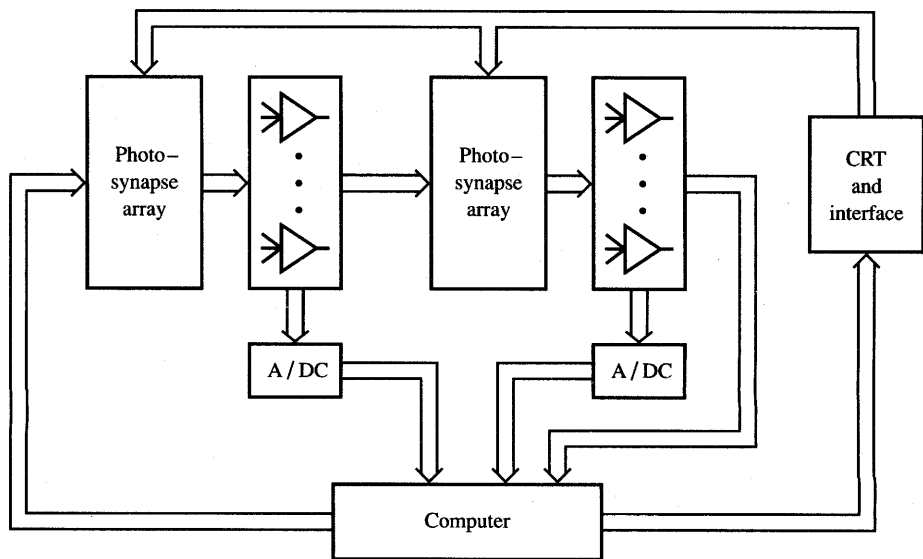 Photo–
synapse
array
Photo–
synapse
array
CRT
and
interface
A/DC
A/DC
Computer